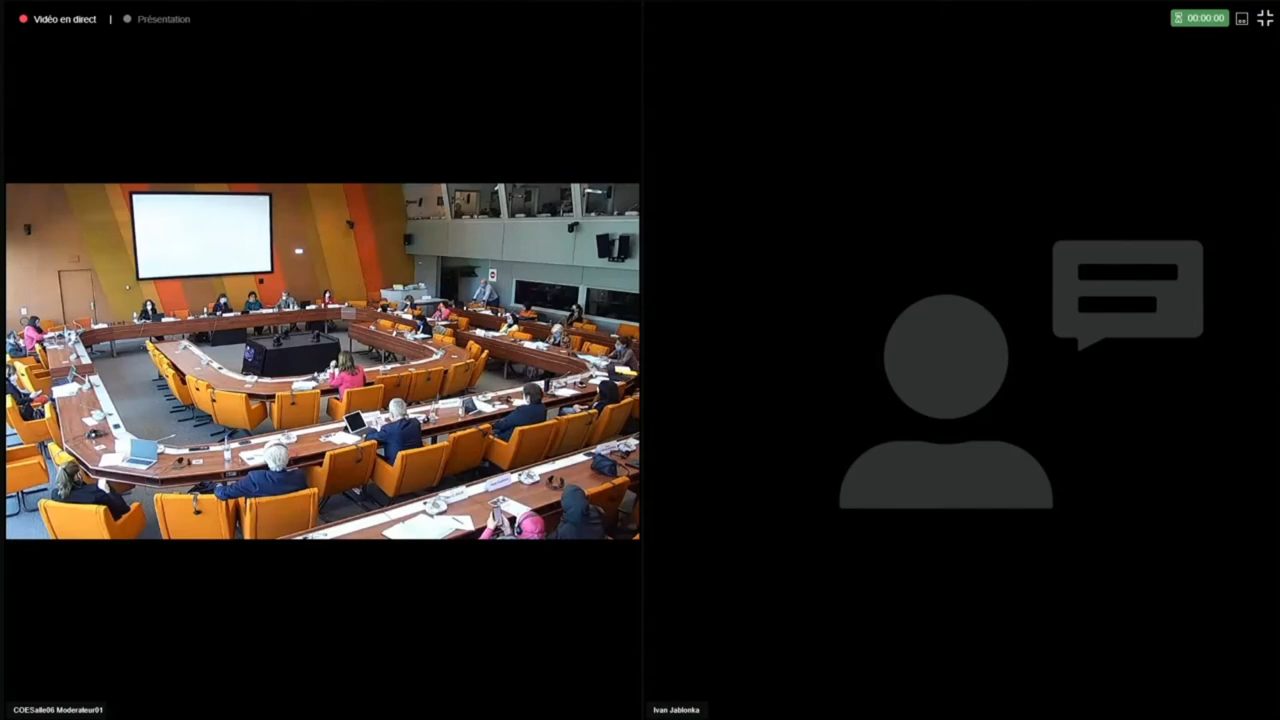 Vidéo en direct | Présentation
00:00:00
COESalle06 Moderateur01
Ivan Jablonka